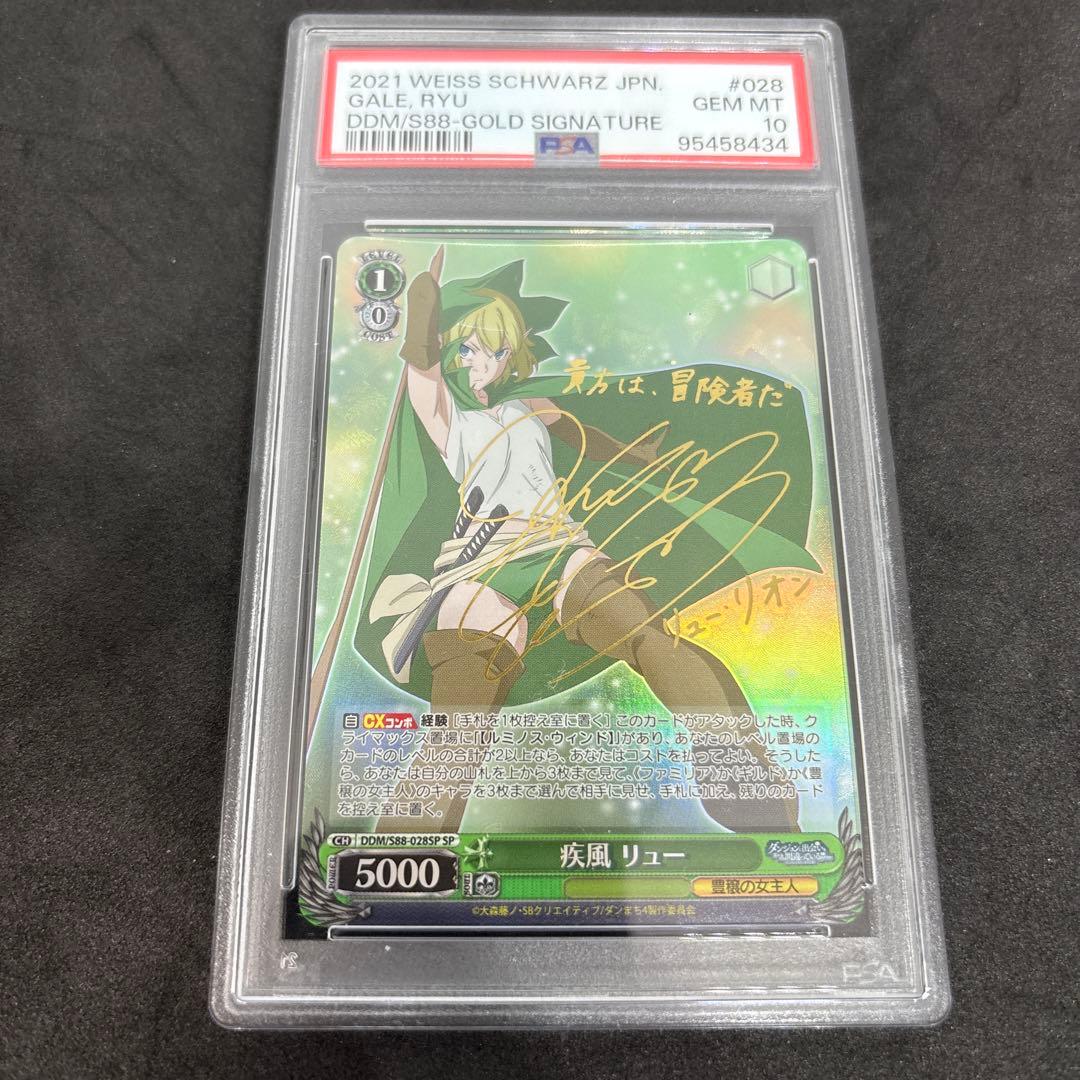 2021 WEISS SCHWARZ JPN. #028
GALE, RYU GEM MT
DDM/S88-GOLD SIGNATURE 10
PSA 95458434
LEVEL
1
0
COST
貴方は、冒険者だ
リュー・リオン
自 CXコンボ 経験 [手札を1枚控え室に置く] このカードがアタックした時、ク
ライマックス置場に「【ルミノス・ウィンド】」があり、あなたのレベル置場の
カードのレベルの合計が2以上なら、あなたはコストを払ってよい。そうした
ら、あなたは自分の山札を上から3枚まで見て、《ファミリア》か《ギルド》か《豊
穣の女主人》のキャラを3枚まで選んで相手に見せ、手札に加え、残りのカード
を控え室に置く。
CH DDM/S88-028SP SP
疾風 リュー
POWER 5000 SOUL
豊穣の女主人
©大森藤ノ・SBクリエイティブ/ダンまち4製作委員会
PSA